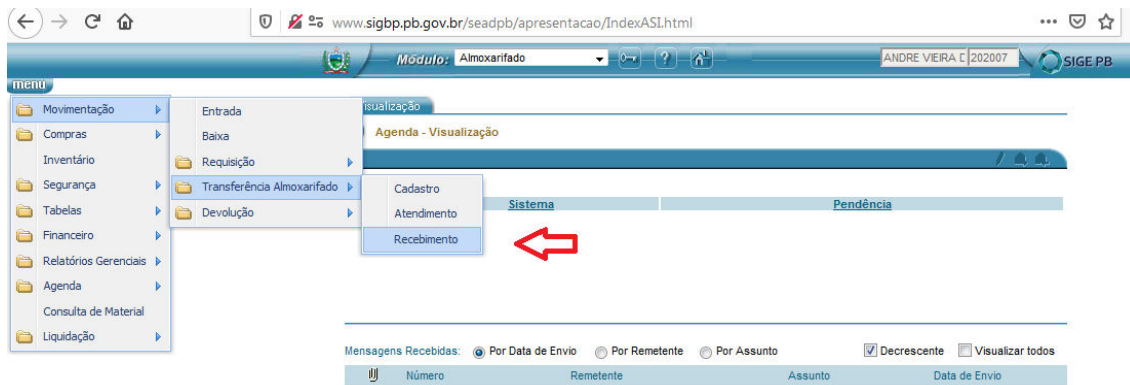 www.sigbp.pb.gov.br/seadpb/apresentacao/IndexASI.html
Módulo: Almoxarifado ANDRE VIEIRA D 202007 SIGE PB
menu
Movimentação
Compras
Inventário
Segurança
Tabelas
Financeiro
Relatórios Gerenciais
Agenda
Consulta de Material
Liquidação
Entrada
Baixa
Requisição
Transferência Almoxarifado
Devolução
Cadastro
Atendimento
Recebimento
isualização
Agenda - Visualização
Sistema Pendência
Mensagens Recebidas: Por Data de Envio Por Remetente Por Assunto Decrescente Visualizar todos
Número Remetente Assunto Data de Envio